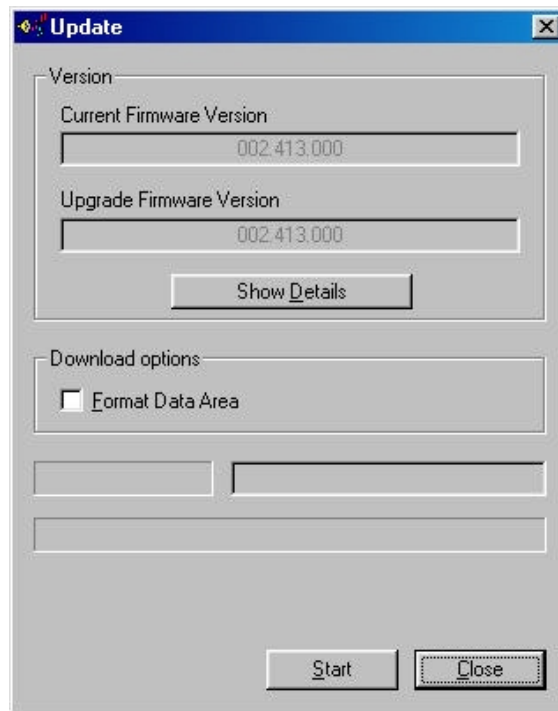 Update
Version
Current Firmware Version
002.413.000
Upgrade Firmware Version
002.413.000
Show Details
Download options
Format Data Area
Start
Close